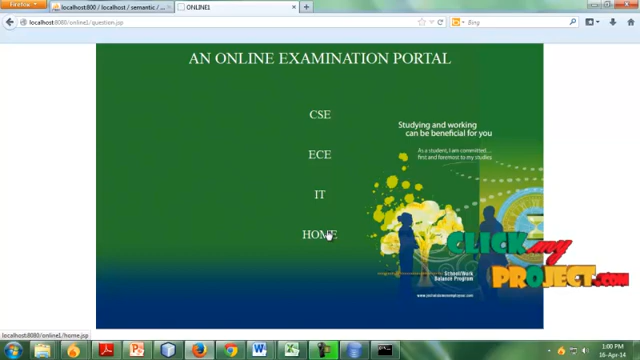 Firefox
localhost:800 / localhost / semantic / ...
ONLINE1
localhost:8080/online1/question.jsp
Bing
AN ONLINE EXAMINATION PORTAL
CSE
ECE
IT
HOME
Studying and working
can be beneficial for you
As a student, I am committed...
first and foremost to my studies
CLICK my
PROJECT.com
School/Work
Balance Program
localhost:8080/online1/home.jsp
1:00 PM
16-Apr-14